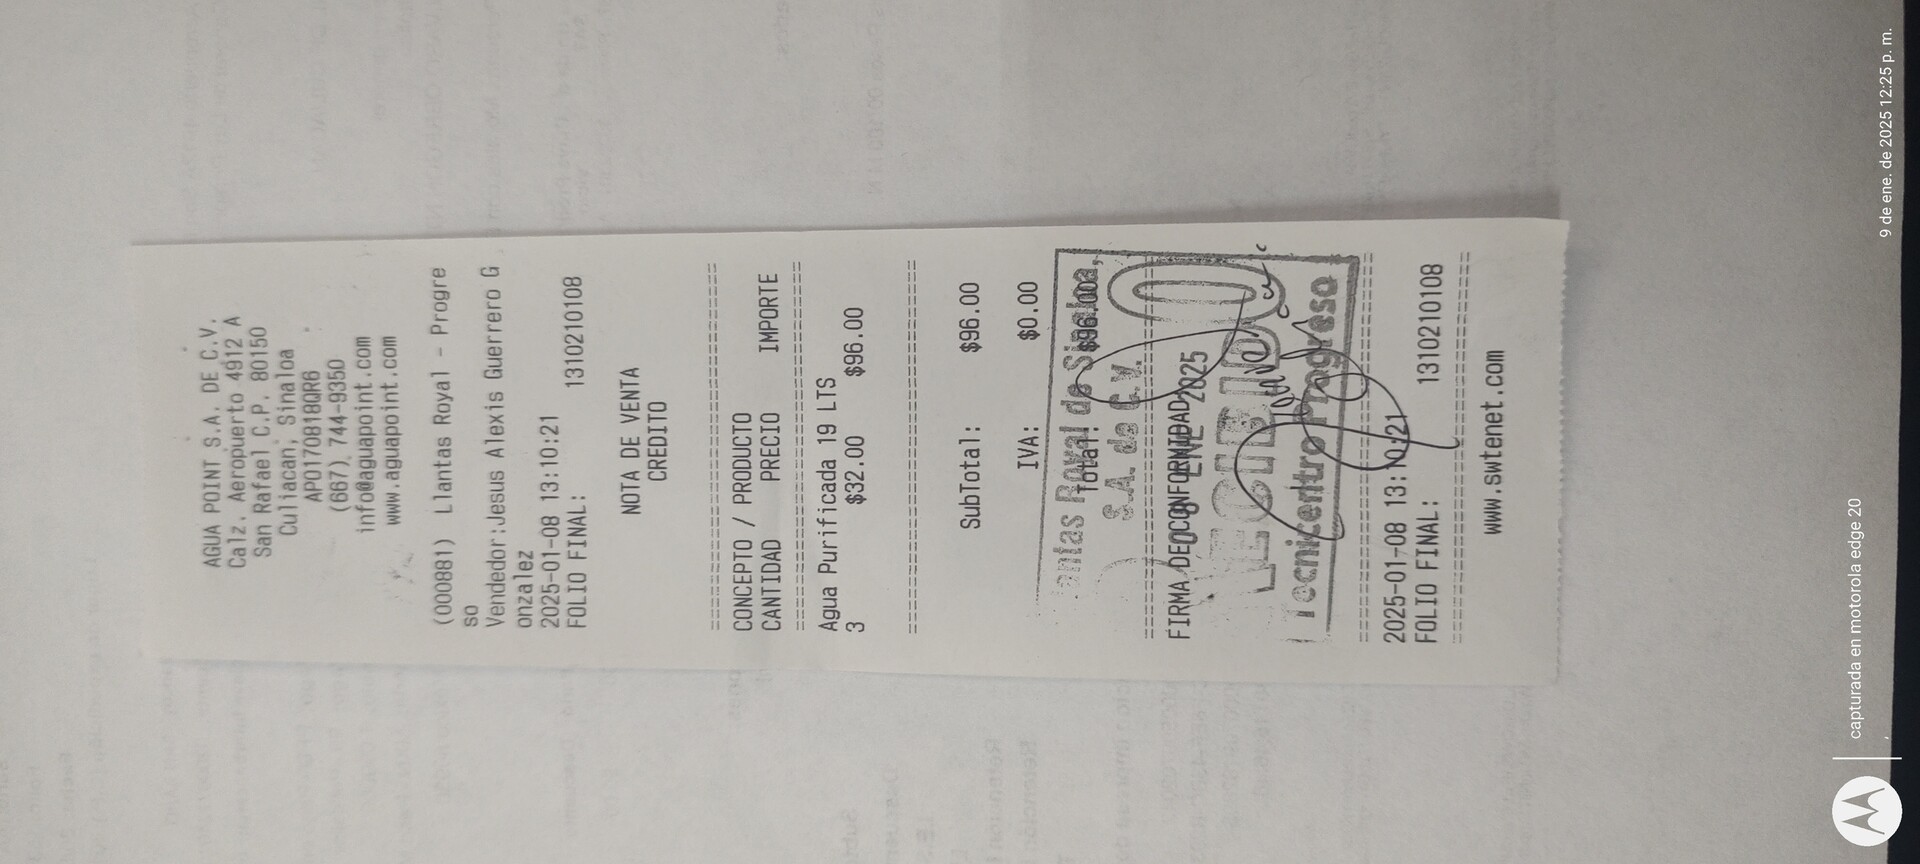 AGUA POINT S.A. DE C.V.
Calz. Aeropuerto 4912 A
San Rafael C.P. 80150
Culiacan, Sinaloa
APO170818QR6
(667) 744-9350
info@aguapoint.com
www.aguapoint.com
(000881) Llantas Royal - Progre
so
Vendedor:Jesus Alexis Guerrero G
onzalez
2025-01-08 13:10:21
FOLIO FINAL: 1310210108
NOTA DE VENTA
CREDITO
================================
CONCEPTO / PRODUCTO
CANTIDAD PRECIO IMPORTE
================================
Agua Purificada 19 LTS
3 $32.00 $96.00
================================
SubTotal: $96.00
IVA: $0.00
Total: $96.00
Llantas Royal de Sinaloa,
S.A. de C.V.
================================
FIRMA DE CONFORMIDAD
ENE 2025
RECIBIDO
Tecnicentro Progreso
================================
2025-01-08 13:10:21
FOLIO FINAL: 1310210108
================================
www.swtenet.com
capturada en motorola edge 20
9 de ene. de 2025 12:25 p. m.